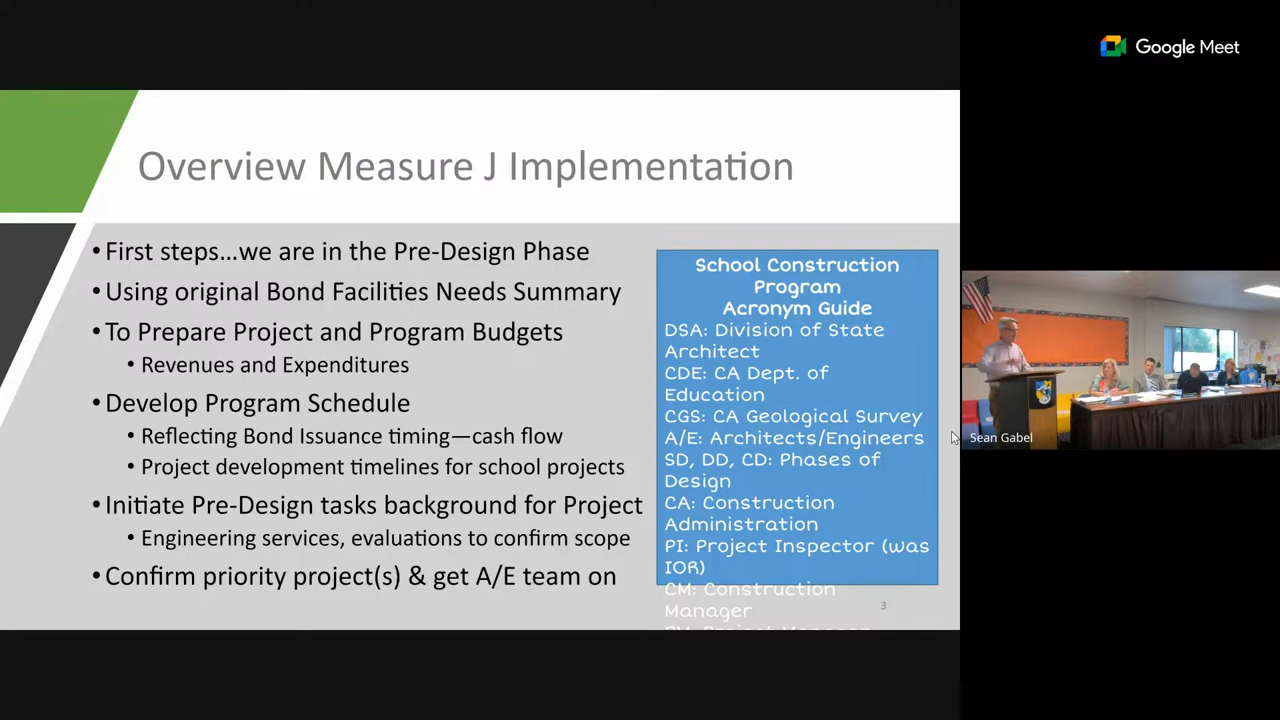 Google Meet
Overview Measure J Implementation
• First steps...we are in the Pre-Design Phase
• Using original Bond Facilities Needs Summary
• To Prepare Project and Program Budgets
• Revenues and Expenditures
• Develop Program Schedule
• Reflecting Bond Issuance timing—cash flow
• Project development timelines for school projects
• Initiate Pre-Design tasks background for Project
• Engineering services, evaluations to confirm scope
• Confirm priority project(s) & get A/E team on
School Construction
Program
Acronym Guide
DSA: Division of State
Architect
CDE: CA Dept. of
Education
CGS: CA Geological Survey
A/E: Architects/Engineers
SD, DD, CD: Phases of
Design
CA: Construction
Administration
PI: Project Inspector (was
IOR)
CM: Construction
Manager
3
Sean Gabel